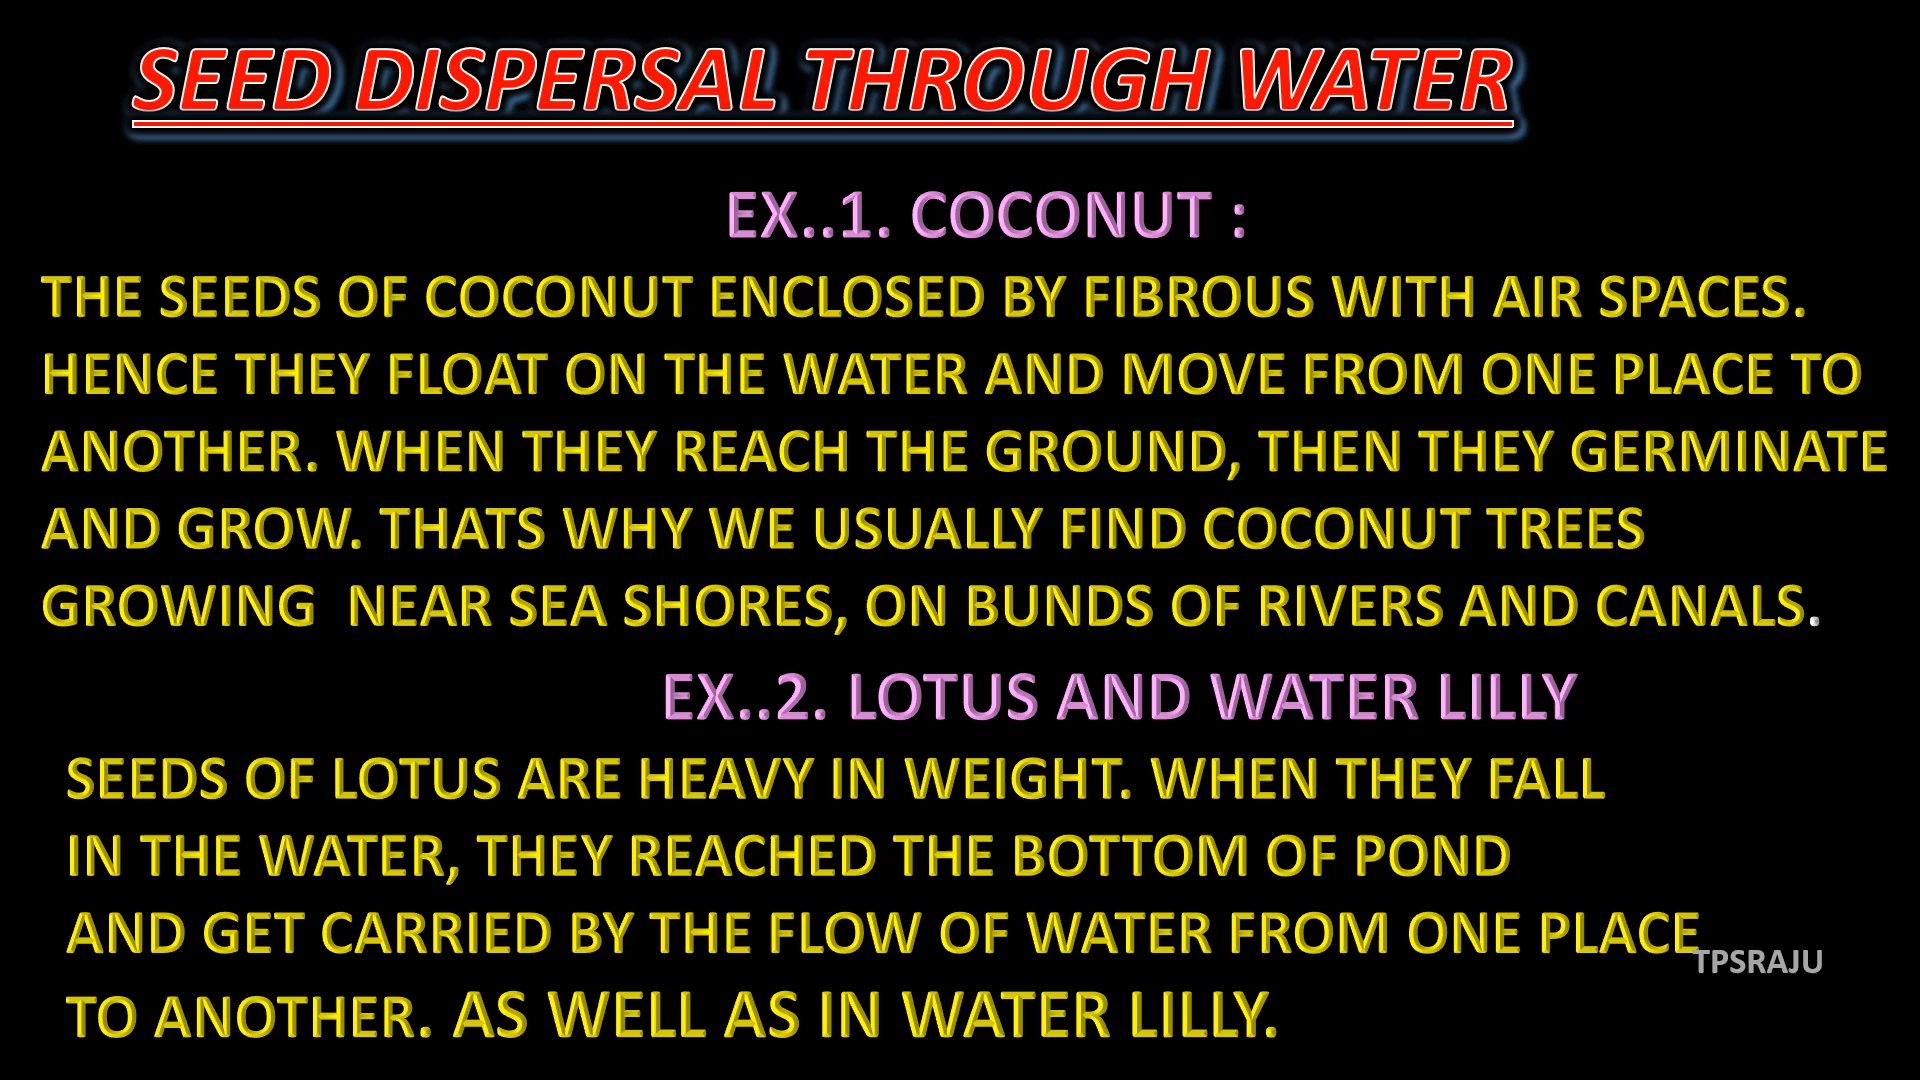 SEED DISPERSAL THROUGH WATER
EX..1. COCONUT :
THE SEEDS OF COCONUT ENCLOSED BY FIBROUS WITH AIR SPACES.
HENCE THEY FLOAT ON THE WATER AND MOVE FROM ONE PLACE TO
ANOTHER. WHEN THEY REACH THE GROUND, THEN THEY GERMINATE
AND GROW. THATS WHY WE USUALLY FIND COCONUT TREES
GROWING  NEAR SEA SHORES, ON BUNDS OF RIVERS AND CANALS.
EX..2. LOTUS AND WATER LILLY
SEEDS OF LOTUS ARE HEAVY IN WEIGHT. WHEN THEY FALL
IN THE WATER, THEY REACHED THE BOTTOM OF POND
AND GET CARRIED BY THE FLOW OF WATER FROM ONE PLACE
TPSRAJU
TO ANOTHER. AS WELL AS IN WATER LILLY.